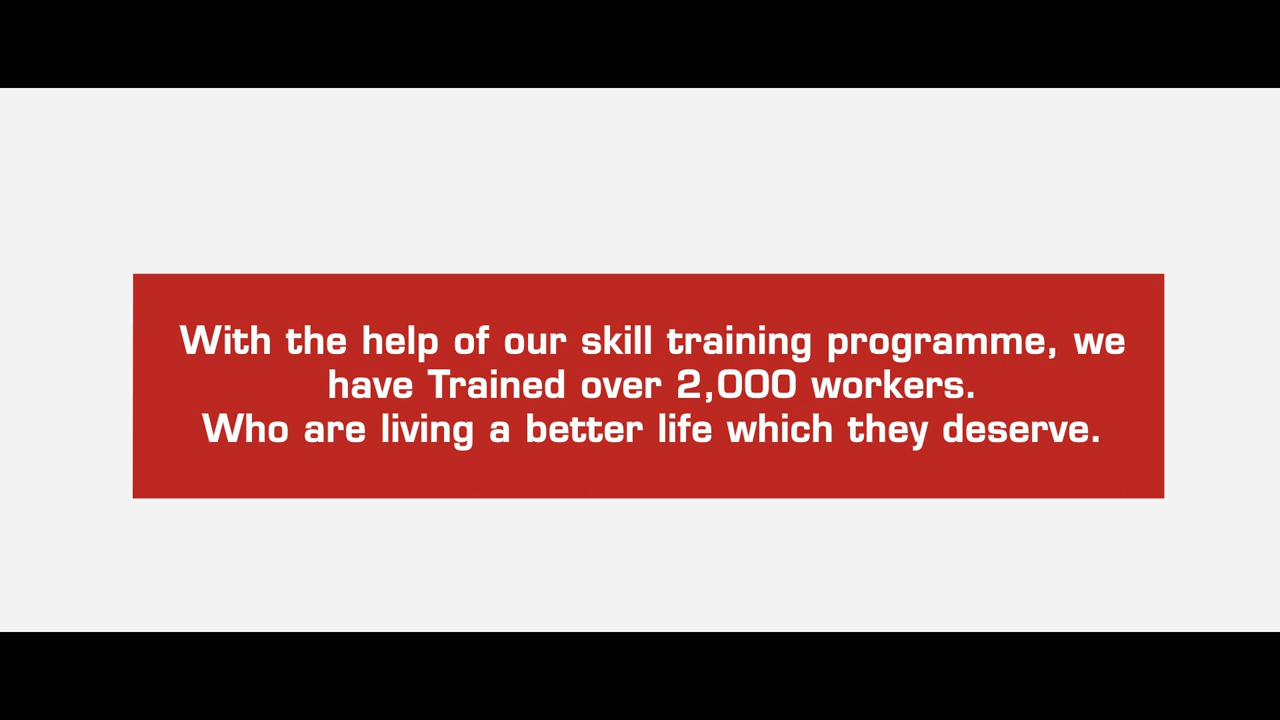 With the help of our skill training programme, we
have Trained over 2,000 workers.
Who are living a better life which they deserve.